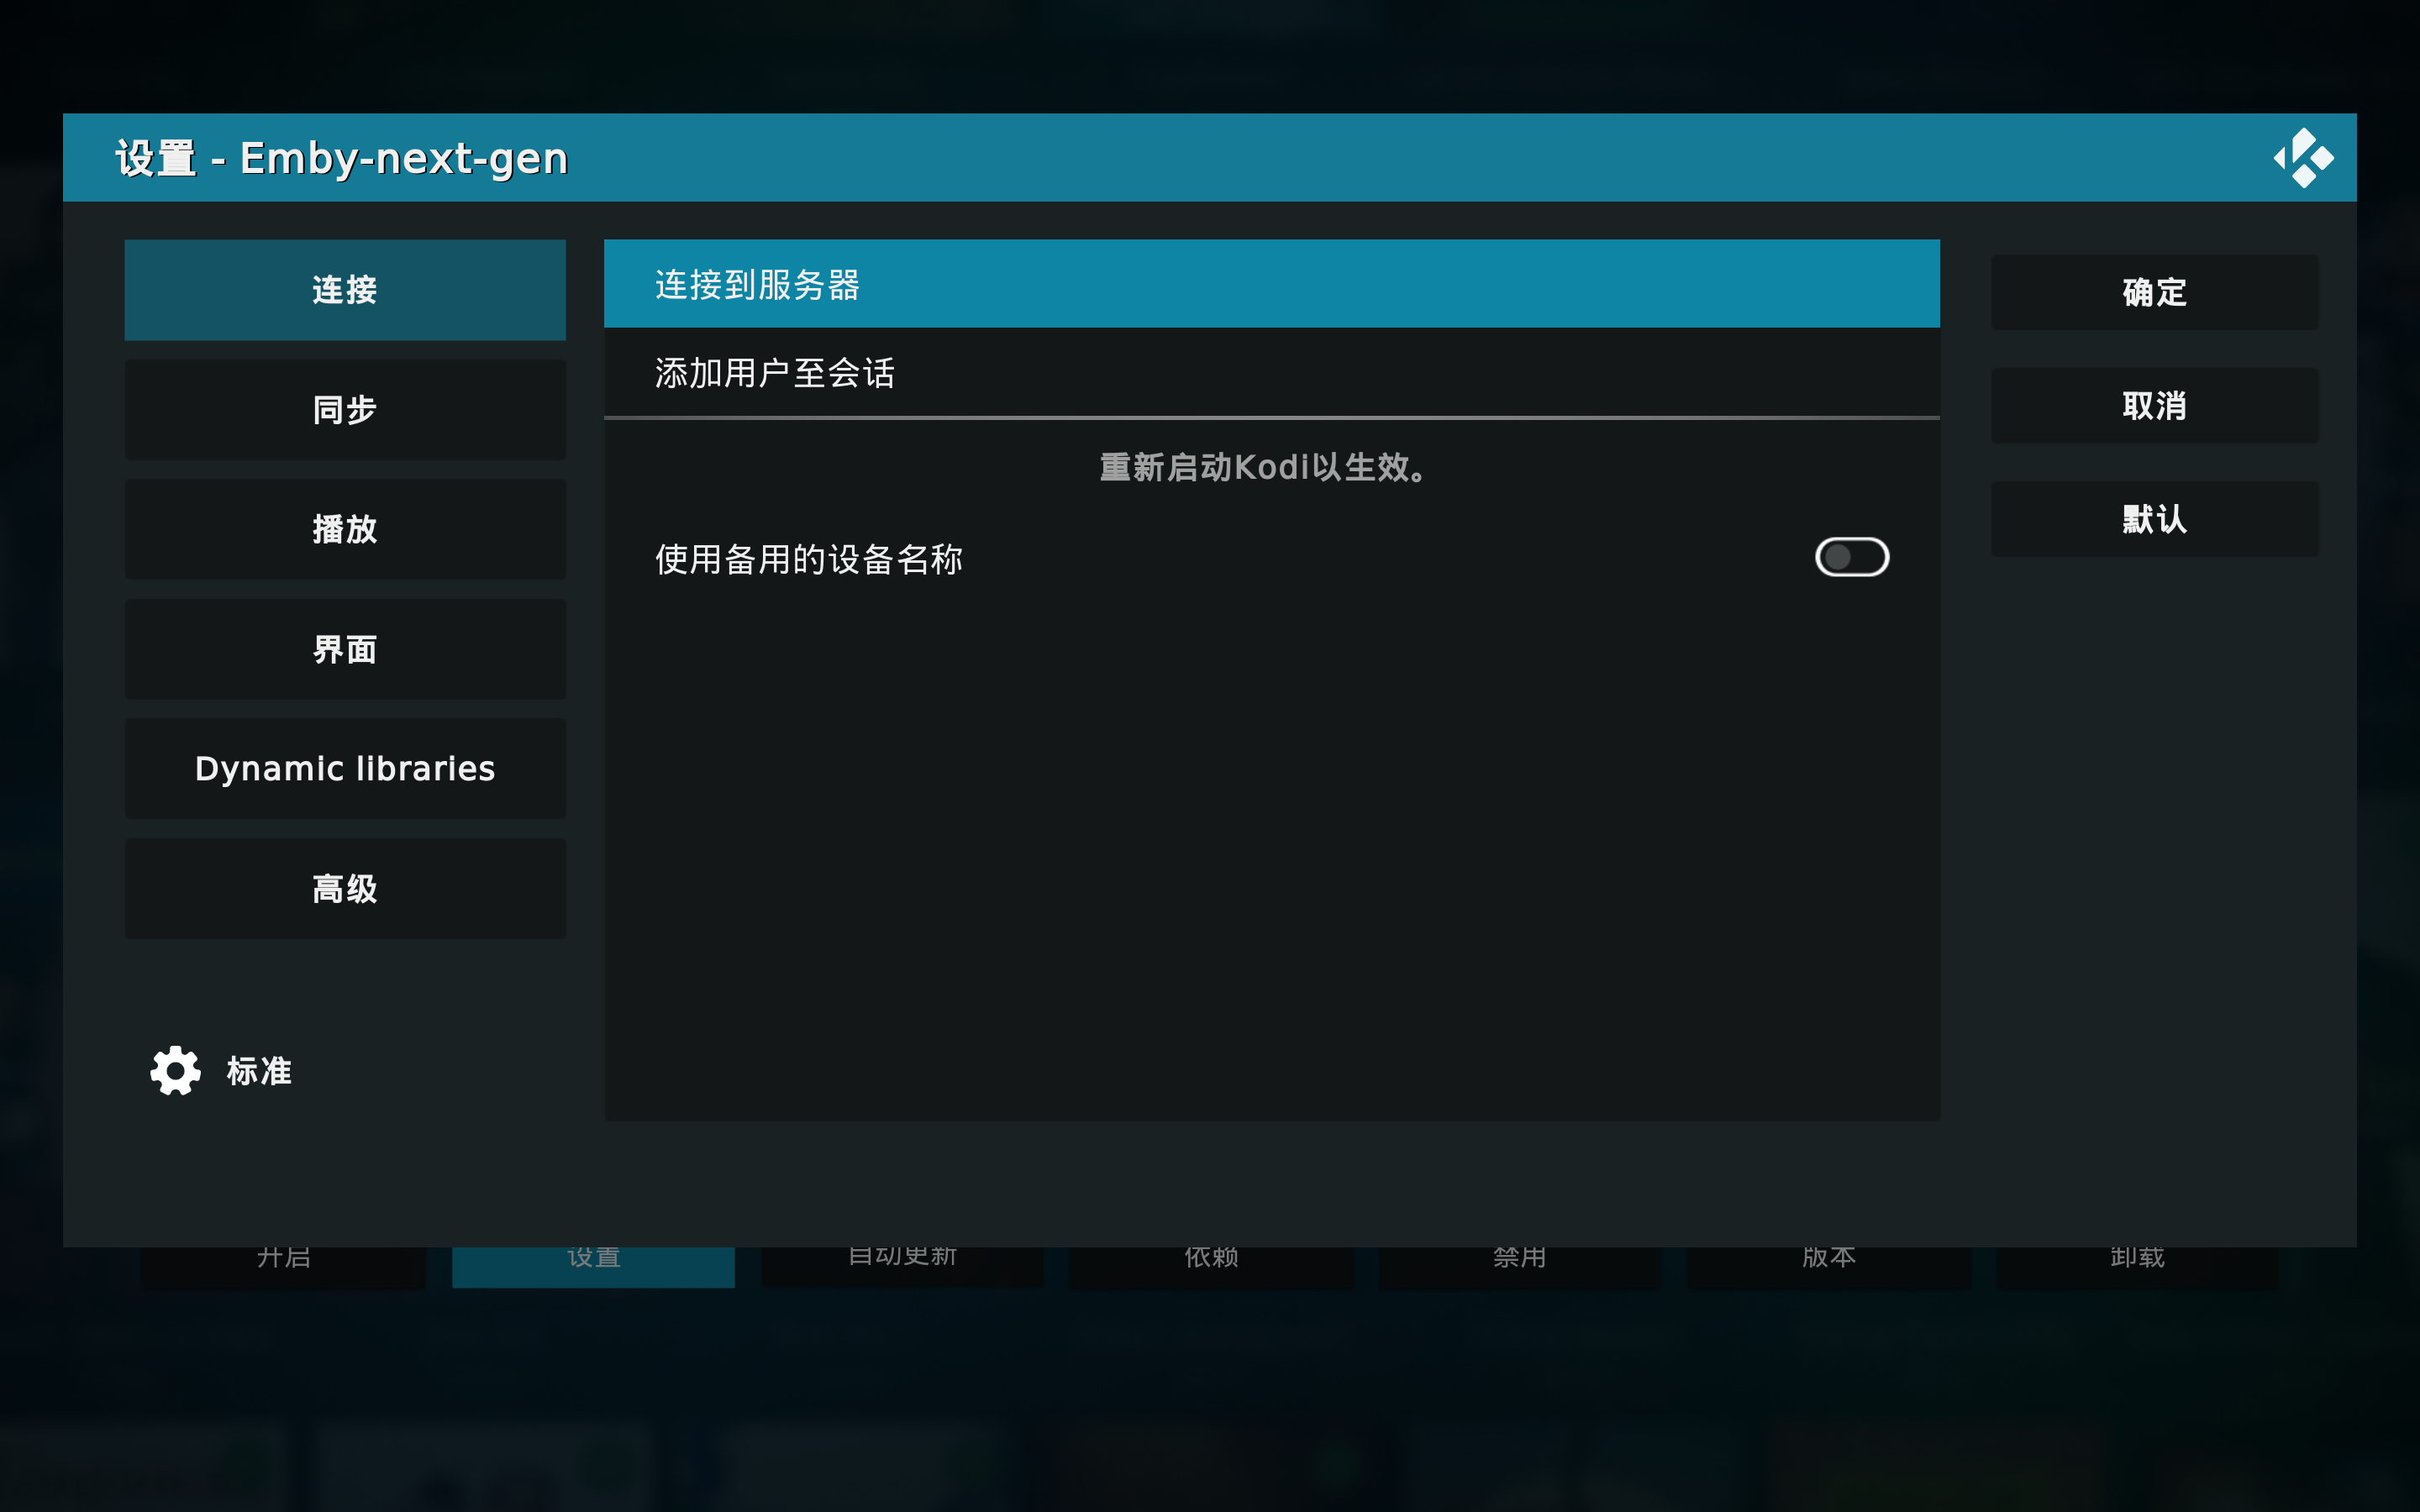 设置 - Emby-next-gen
连接
同步
播放
界面
Dynamic libraries
高级
标准
连接到服务器
添加用户至会话
重新启动Kodi以生效。
使用备用的设备名称
确定
取消
默认
开启
设置
自动更新
依赖
禁用
版本
卸载